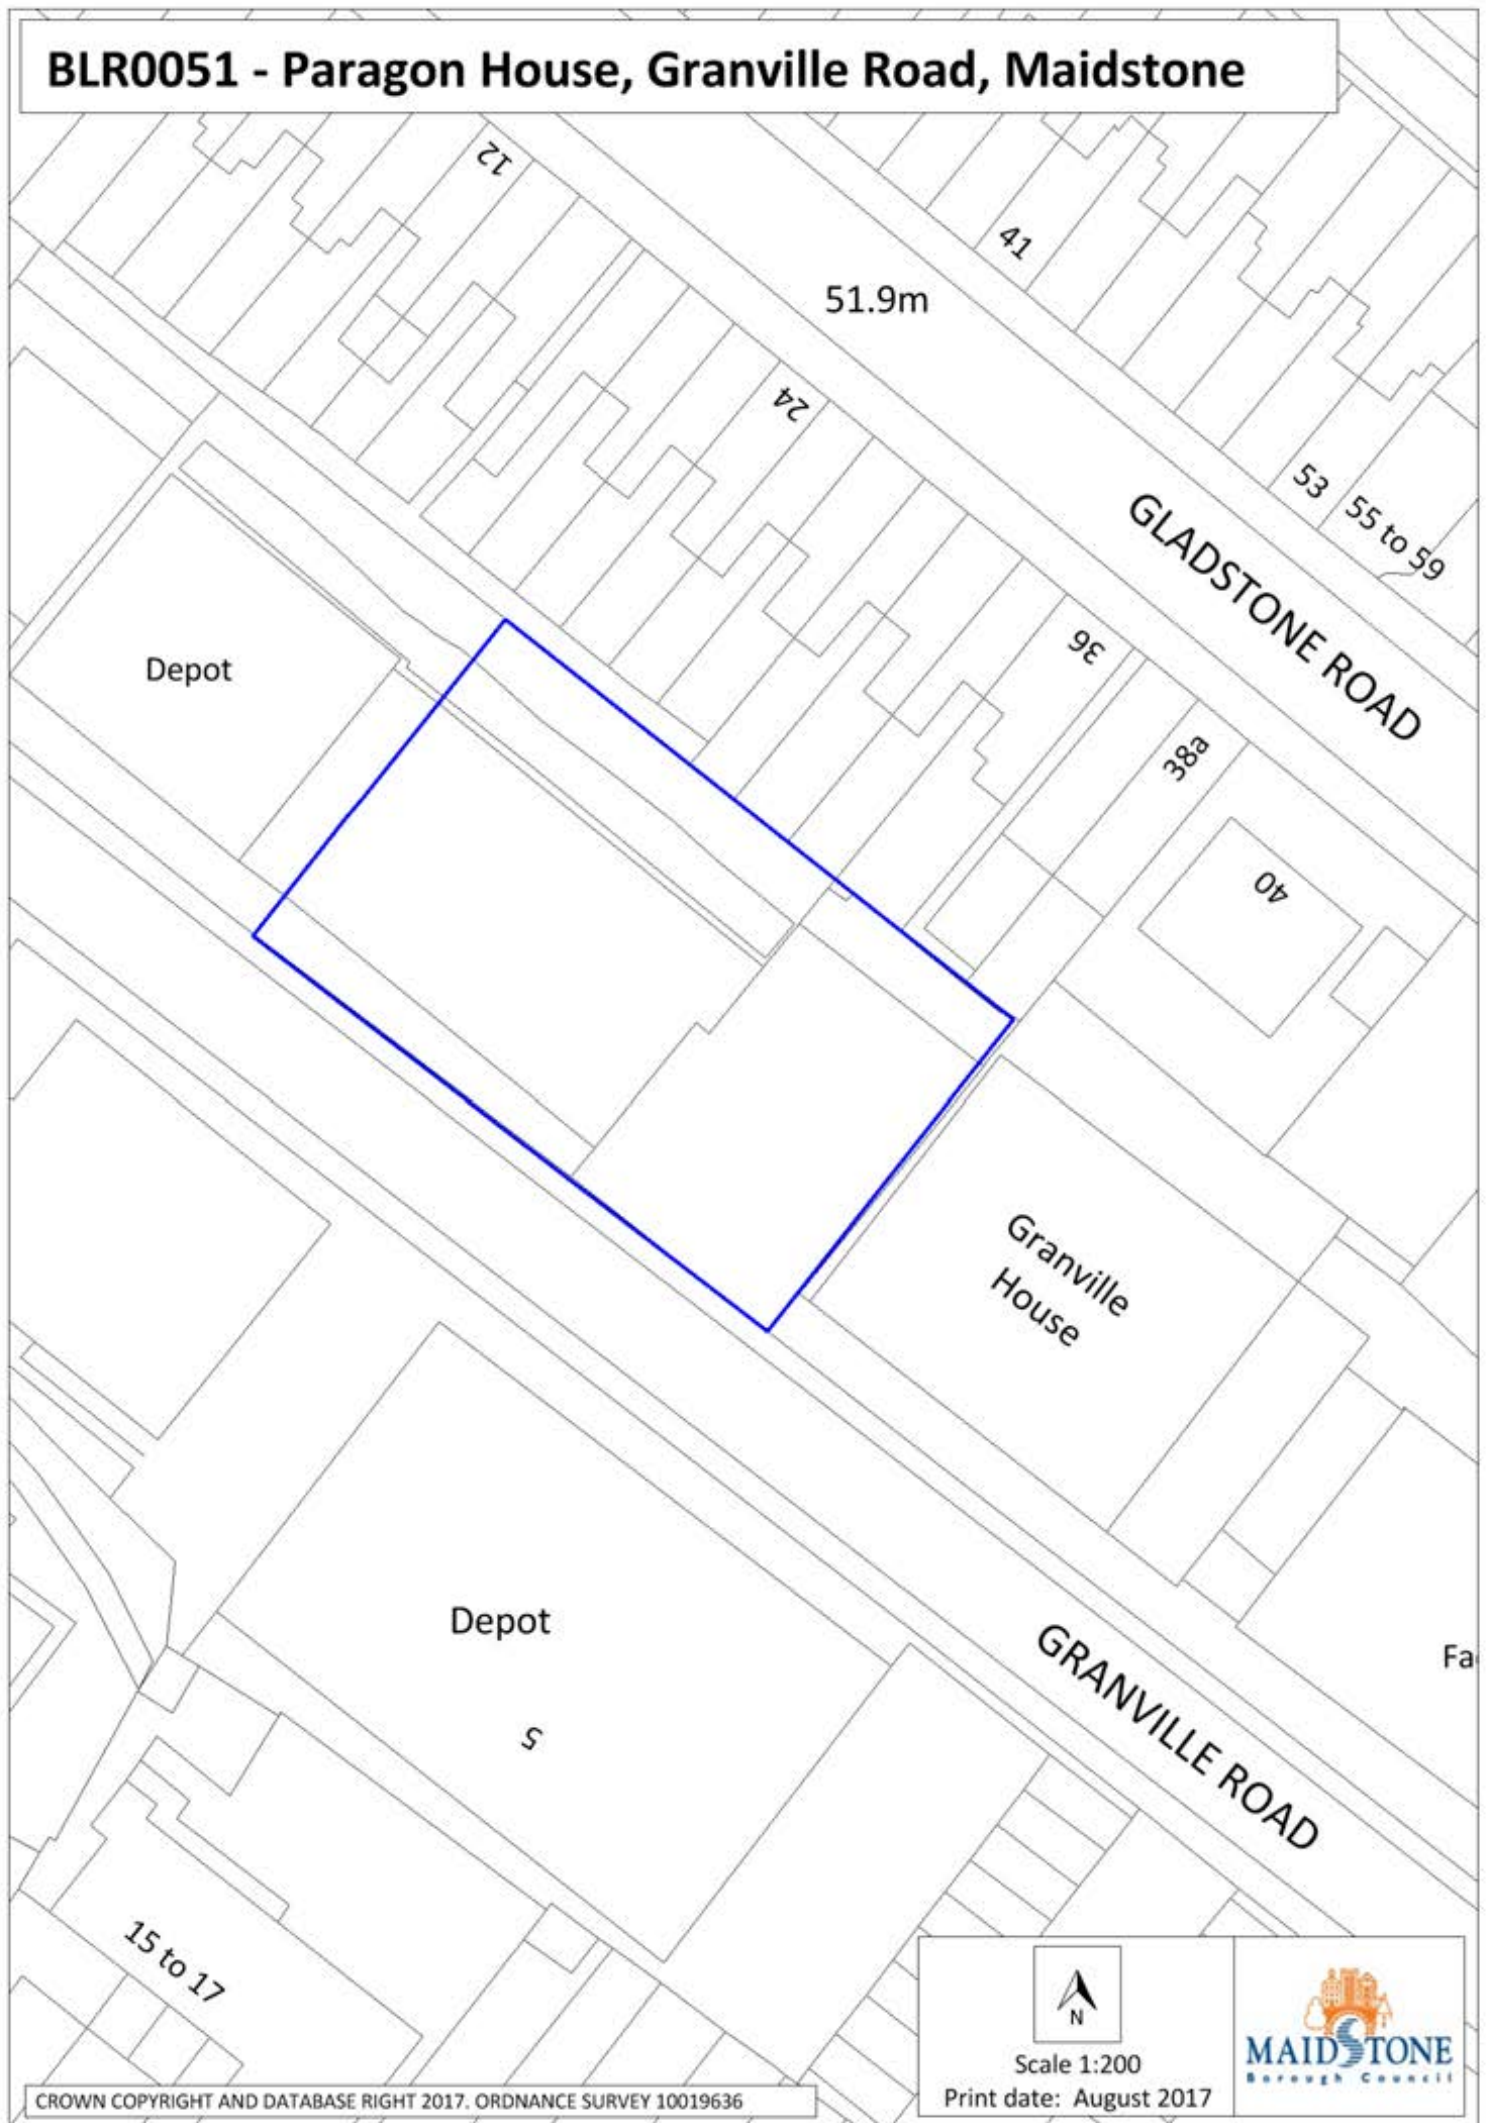 BLR0051 - Paragon House, Granville Road, Maidstone
12
41
51.9m
24
53
55 to 59
GLADSTONE ROAD
36
Depot
38a
40
Granville
House
Depot
5
GRANVILLE ROAD
Fa
15 to 17
N
Scale 1:200
Print date: August 2017
MAIDSTONE
Borough Council
CROWN COPYRIGHT AND DATABASE RIGHT 2017. ORDNANCE SURVEY 10019636